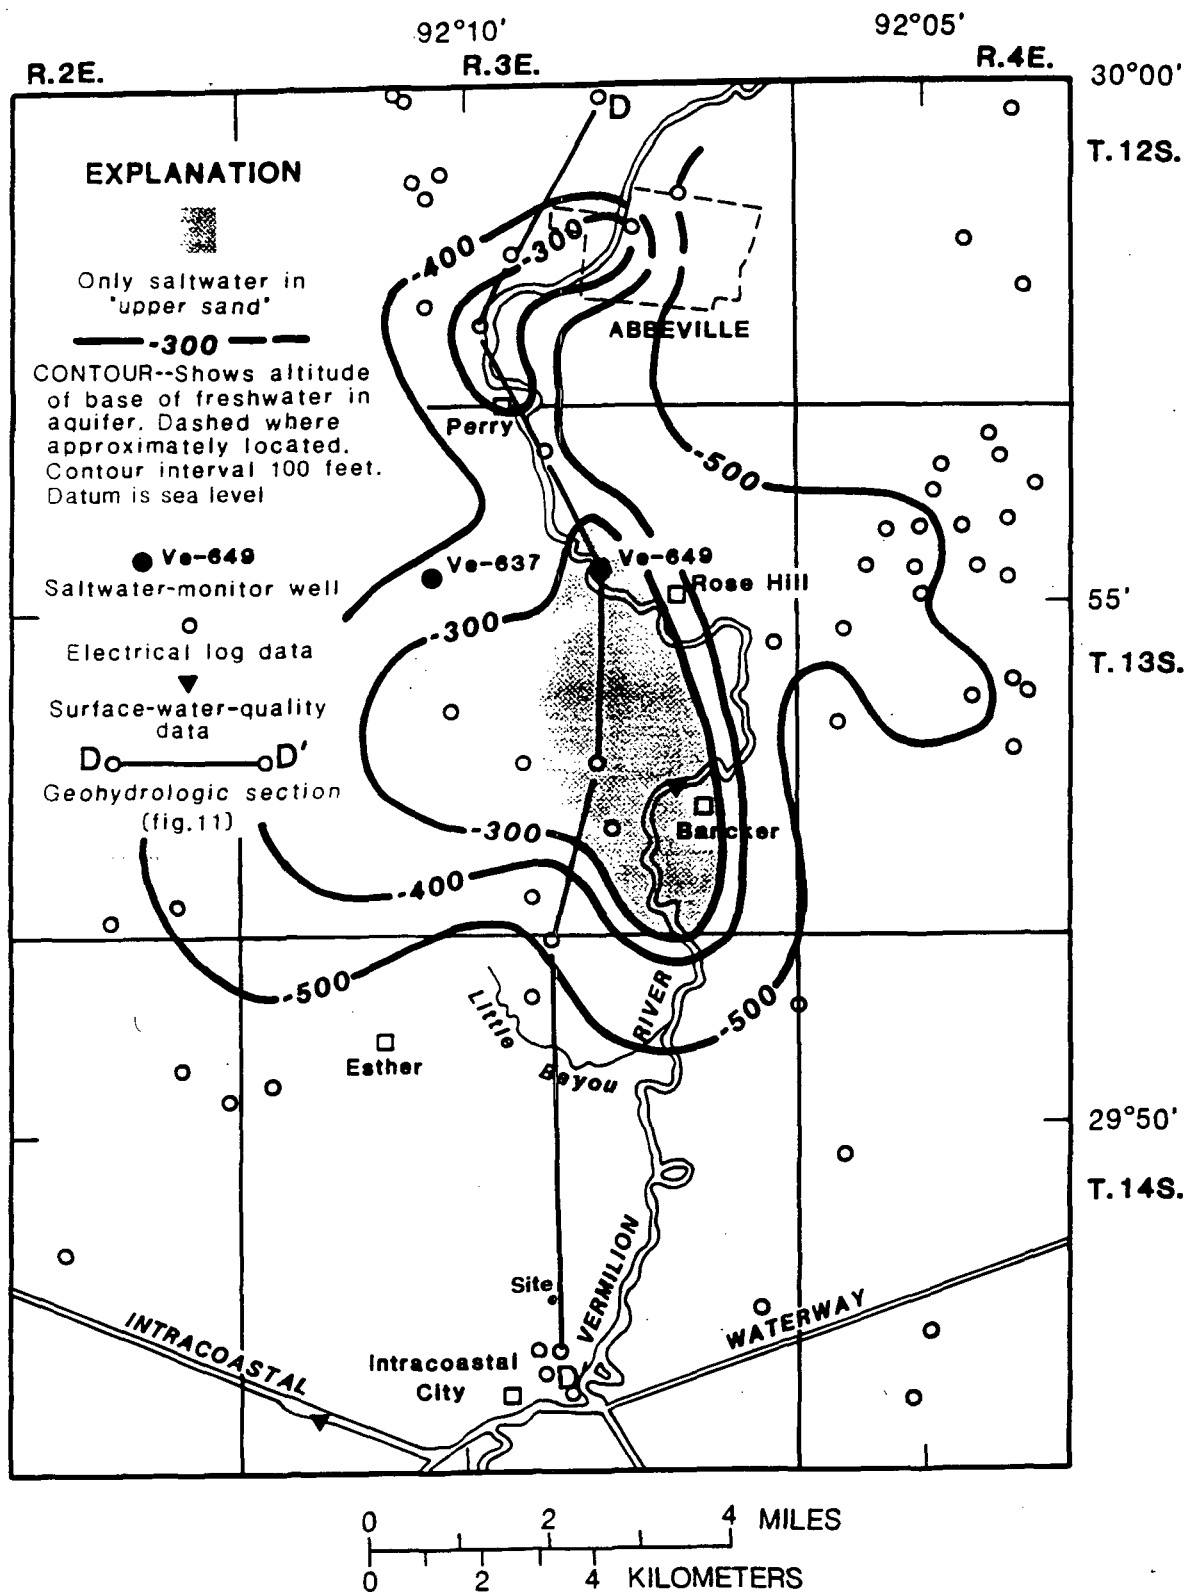 92°10'
92°05'
R.2E.
R.3E.
R.4E.
30°00'
T.12S.
D
EXPLANATION
Only saltwater in
"upper sand"
-300
CONTOUR--Shows altitude
of base of freshwater in
aquifer. Dashed where
approximately located.
Contour interval 100 feet.
Datum is sea level
Ve-649
Saltwater-monitor well
Electrical log data
Surface-water-quality
data
D D'
Geohydrologic section
(fig.11)
-400
-300
ABBEVILLE
Perry
-500
Ve-637
Ve-649
Rose Hill
55'
-300
T.13S.
-300
Bancker
-400
-500
-500
Little
Bayou
RIVER
Esther
29°50'
T.14S.
VERMILION
Site
INTRACOASTAL
WATERWAY
Intracoastal
City
D'
0 2 4 MILES
0 2 4 KILOMETERS